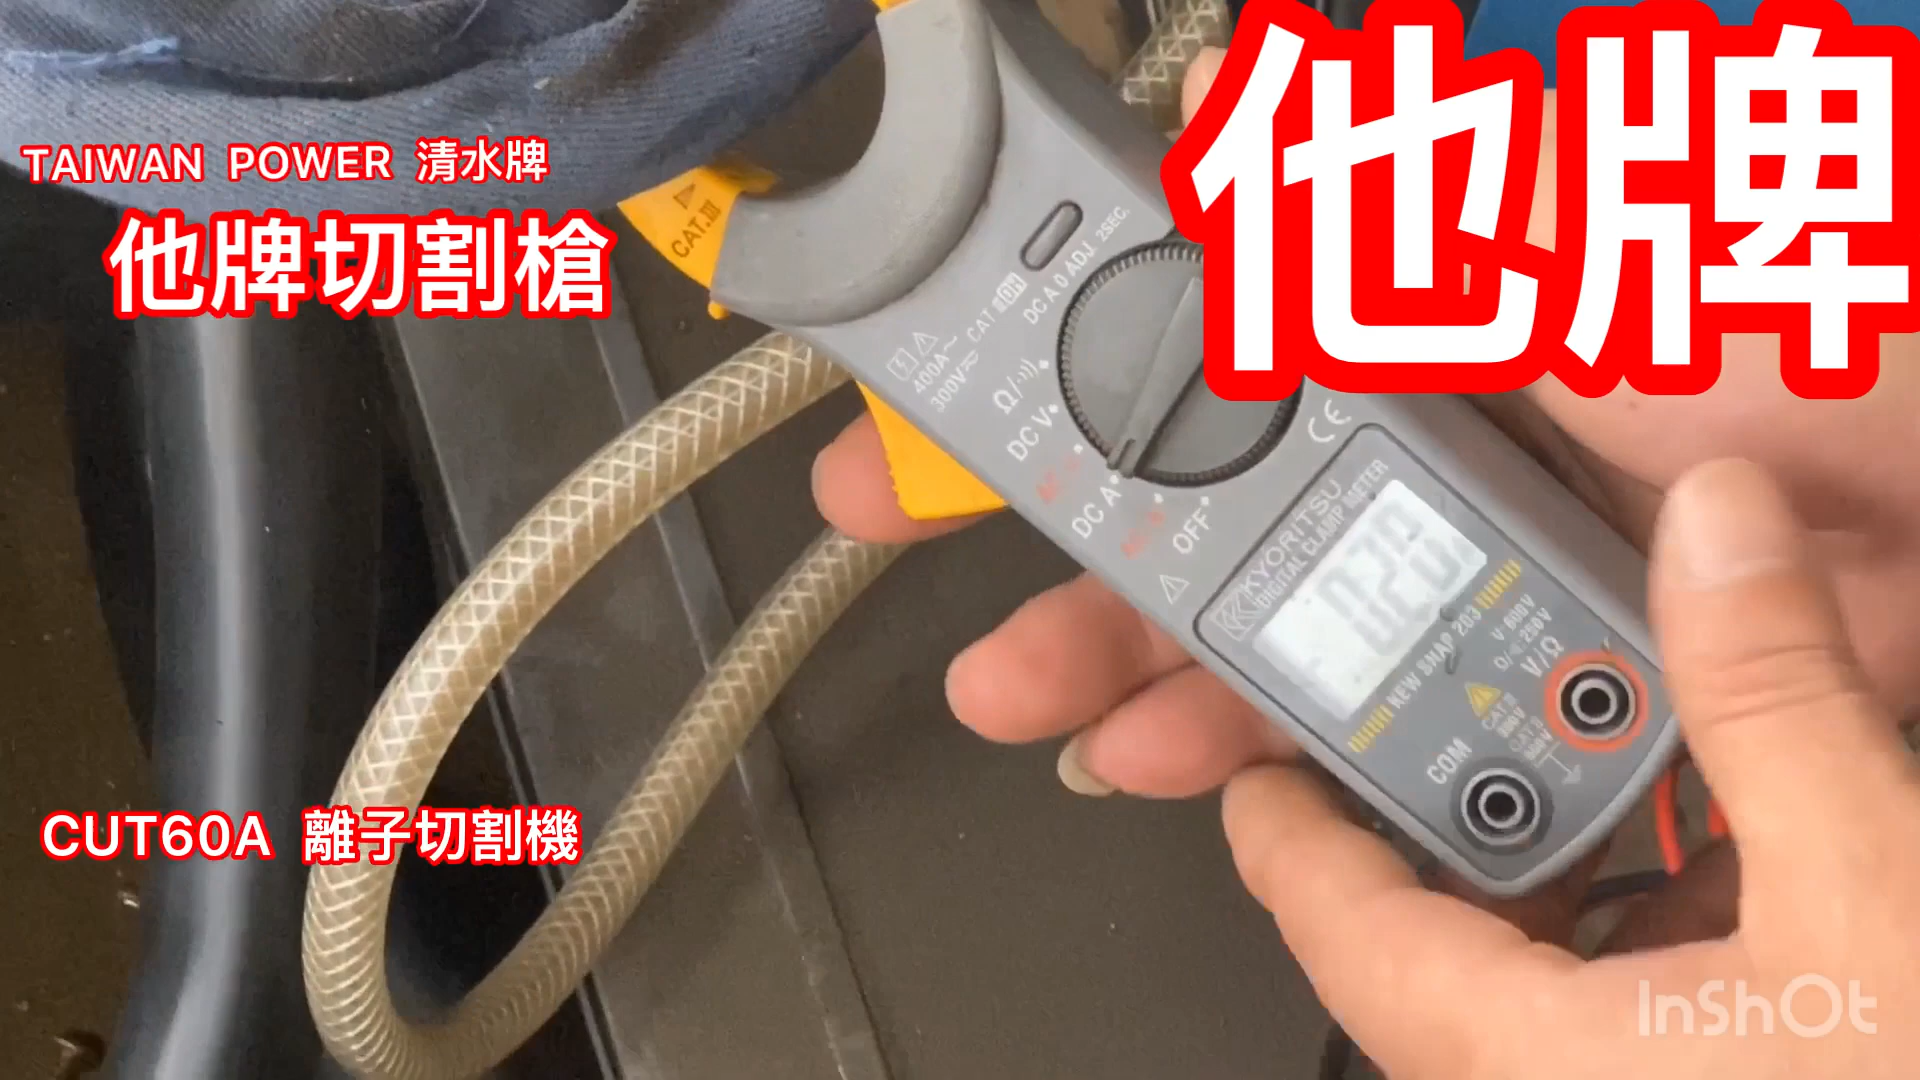 他牌
TAIWAN POWER 清水牌
他牌切割槍
CUT60A 離子切割機
CAT.III
DC A 0 ADJ. 2SEC.
400A~
300V
CAT III
Ω/
DC V
DC A
OFF
CE
KYORITSU
DIGITAL CLAMP METER
NEW SNAP 203
V 600V
V/Ω
COM
InShOt